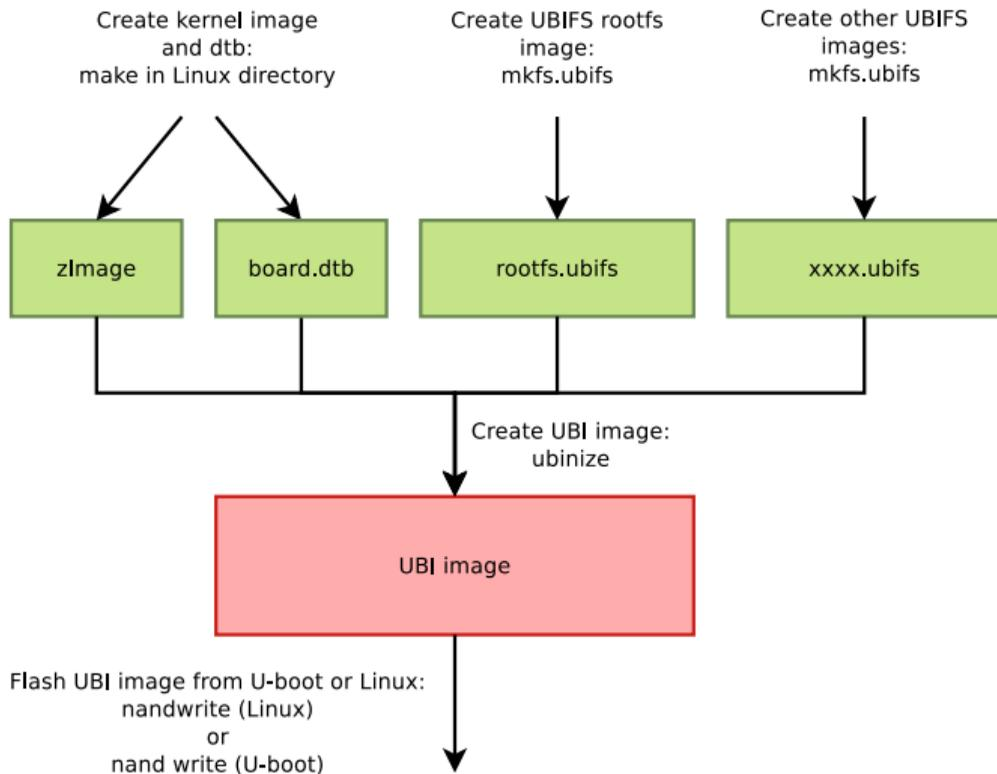 Create kernel image
and dtb:
make in Linux directory
Create UBIFS rootfs
image:
mkfs.ubifs
Create other UBIFS
images:
mkfs.ubifs
zImage
board.dtb
rootfs.ubifs
xxxx.ubifs
Create UBI image:
ubinize
UBI image
Flash UBI image from U-boot or Linux:
nandwrite (Linux)
or
nand write (U-boot)